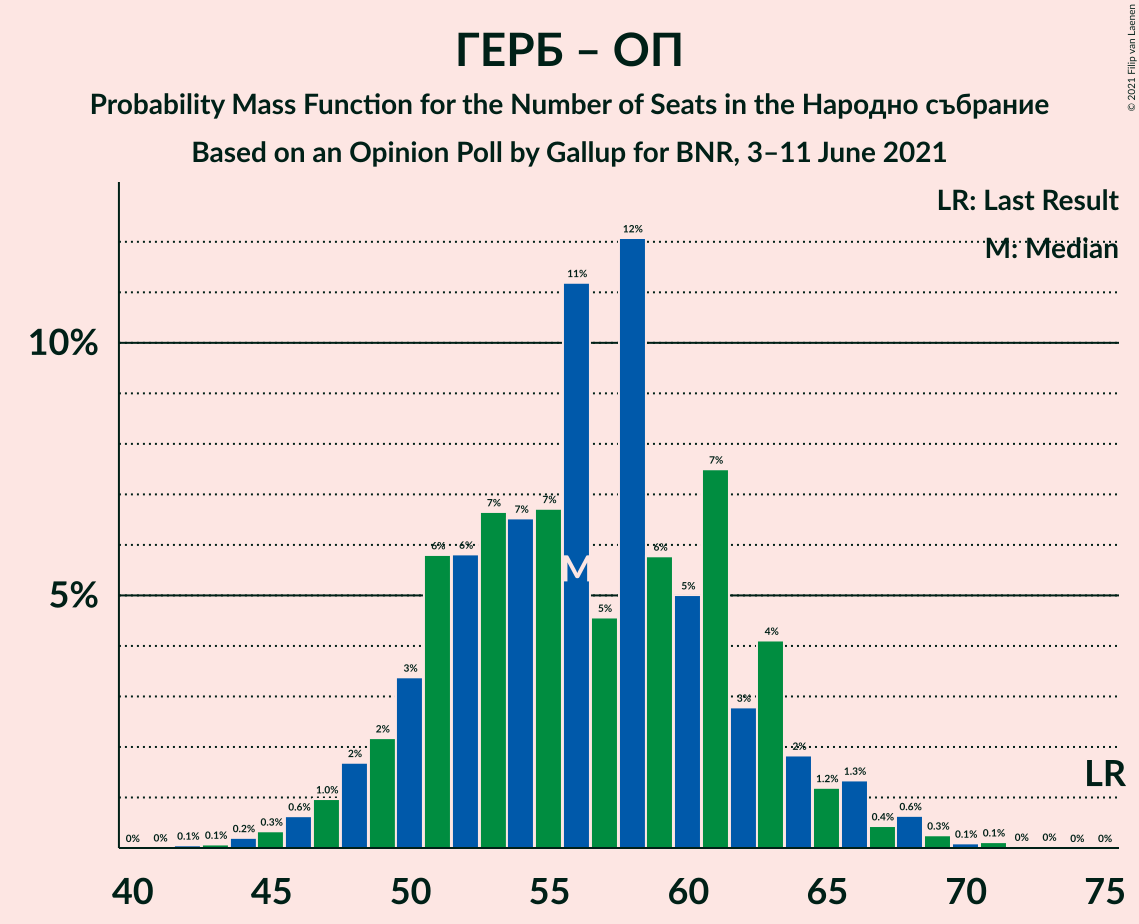 ГЕРБ – ОП
Probability Mass Function for the Number of Seats in the Народно събрание
Based on an Opinion Poll by Gallup for BNR, 3–11 June 2021
© 2021 Filip van Laenen
LR: Last Result
M: Median
10%
5%
0% 0% 0.1% 0.1% 0.2% 0.3% 0.6% 1.0% 2% 2% 3% 6% 6% 7% 7% 7% 11% 5% 12% 6% 5% 7% 3% 4% 2% 1.2% 1.3% 0.4% 0.6% 0.3% 0.1% 0.1% 0% 0% 0% 0%
M
LR
40 45 50 55 60 65 70 75